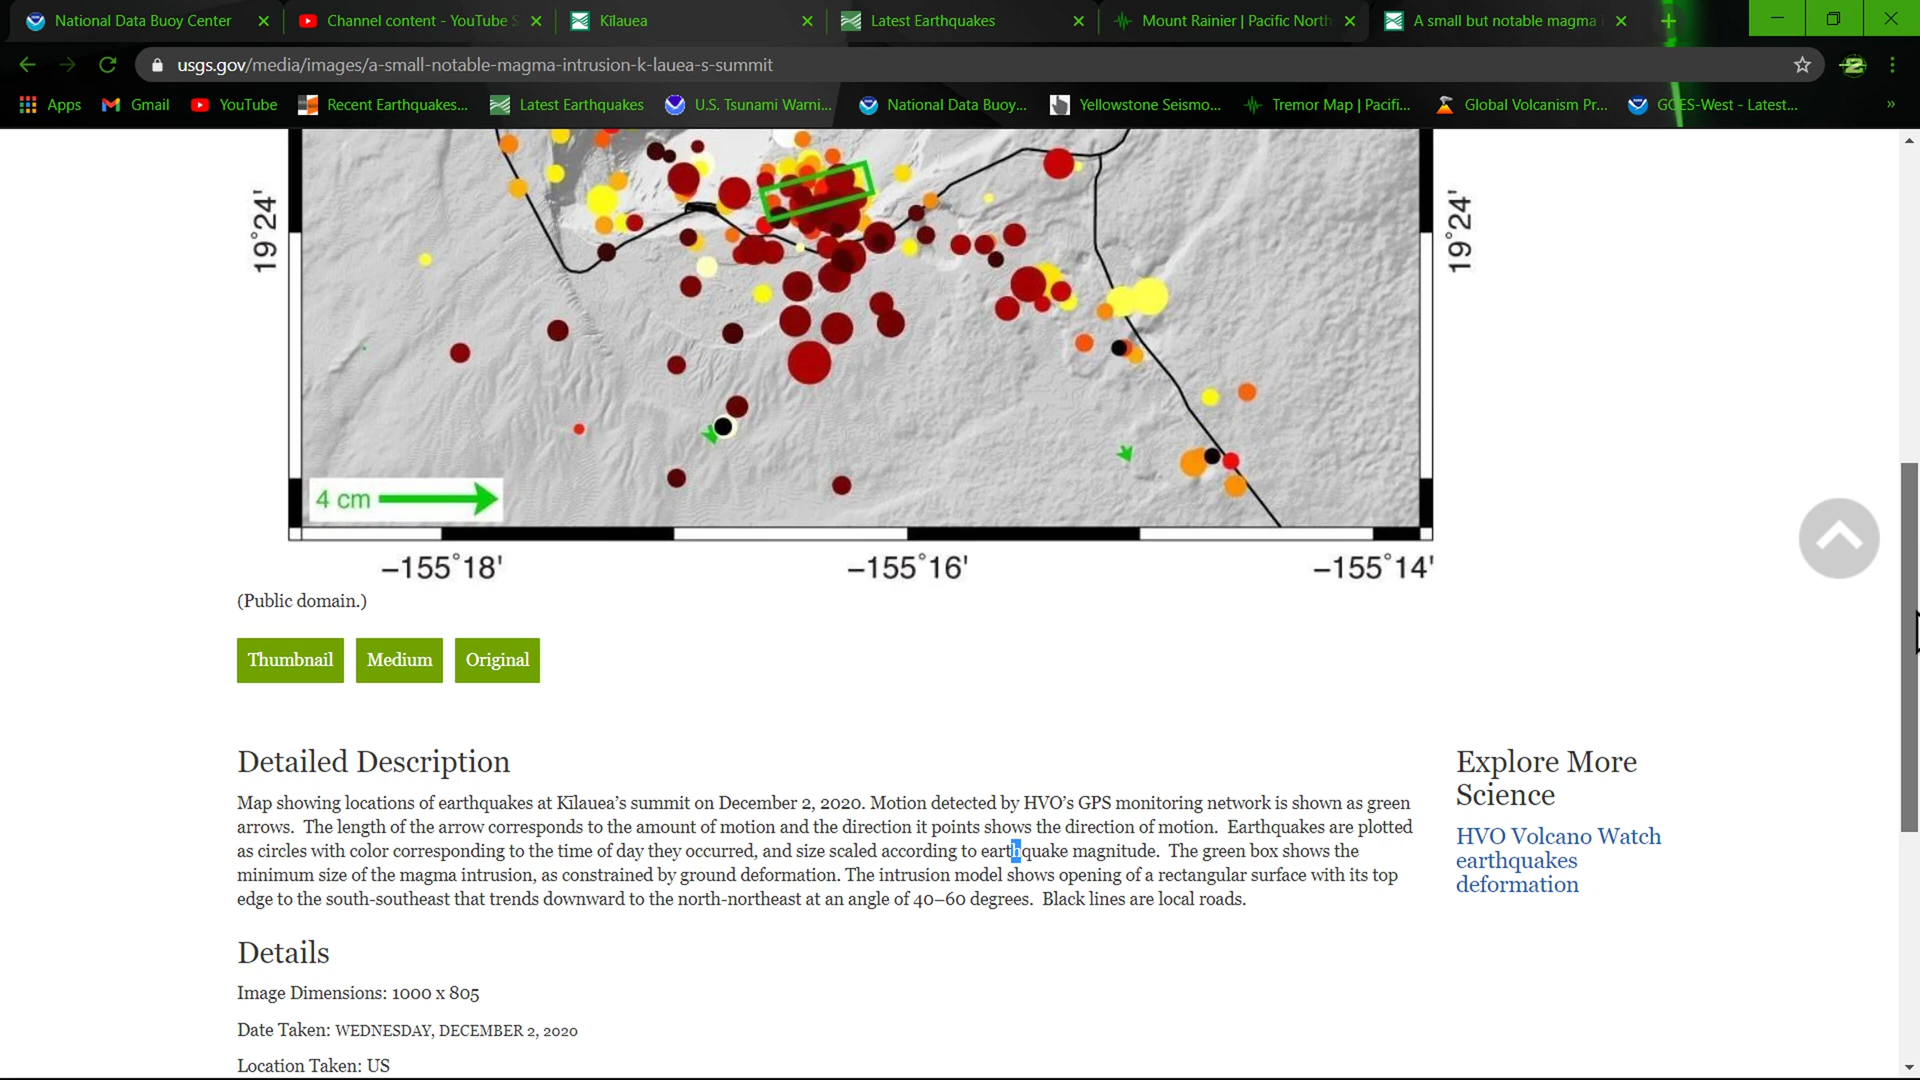 National Data Buoy Center
Channel content - YouTube S
Kīlauea
Latest Earthquakes
Mount Rainier | Pacific North
A small but notable magma i
usgs.gov/media/images/a-small-notable-magma-intrusion-k-lauea-s-summit
Apps
Gmail
YouTube
Recent Earthquakes...
Latest Earthquakes
U.S. Tsunami Warni...
National Data Buoy...
Yellowstone Seismo...
Tremor Map | Pacifi...
Global Volcanism Pr...
GOES-West - Latest...
19°24'
19°24'
4 cm
−155°18'
−155°16'
−155°14'
(Public domain.)
Thumbnail
Medium
Original
Detailed Description
Map showing locations of earthquakes at Kīlauea’s summit on December 2, 2020. Motion detected by HVO’s GPS monitoring network is shown as green
arrows.  The length of the arrow corresponds to the amount of motion and the direction it points shows the direction of motion.  Earthquakes are plotted
as circles with color corresponding to the time of day they occurred, and size scaled according to earthquake magnitude.  The green box shows the
minimum size of the magma intrusion, as constrained by ground deformation. The intrusion model shows opening of a rectangular surface with its top
edge to the south-southeast that trends downward to the north-northeast at an angle of 40–60 degrees.  Black lines are local roads.
Explore More
Science
HVO Volcano Watch
earthquakes
deformation
Details
Image Dimensions: 1000 x 805
Date Taken: WEDNESDAY, DECEMBER 2, 2020
Location Taken: US